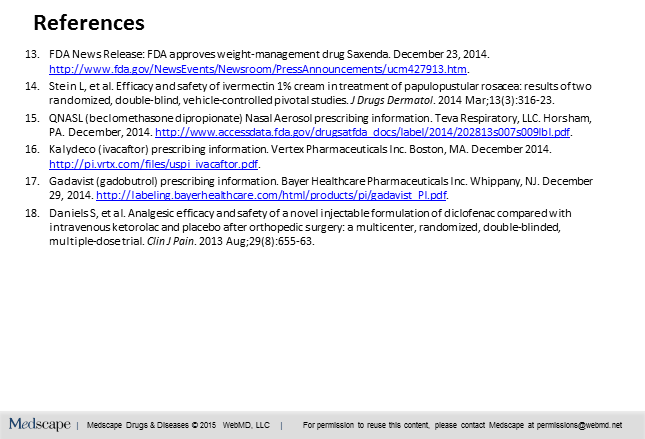 References
13. FDA News Release: FDA approves weight-management drug Saxenda. December 23, 2014.
http://www.fda.gov/NewsEvents/Newsroom/PressAnnouncements/ucm427913.htm.
14. Stein L, et al. Efficacy and safety of ivermectin 1% cream in treatment of papulopustular rosacea: results of two
randomized, double-blind, vehicle-controlled pivotal studies. J Drugs Dermatol. 2014 Mar;13(3):316-23.
15. QNASL (beclomethasone dipropionate) Nasal Aerosol prescribing information. Teva Respiratory, LLC. Horsham,
PA. December, 2014. http://www.accessdata.fda.gov/drugsatfda_docs/label/2014/202813s007s009lbl.pdf.
16. Kalydeco (ivacaftor) prescribing information. Vertex Pharmaceuticals Inc. Boston, MA. December 2014.
http://pi.vrtx.com/files/uspi_ivacaftor.pdf.
17. Gadavist (gadobutrol) prescribing information. Bayer Healthcare Pharmaceuticals Inc. Whippany, NJ. December
29, 2014. http://labeling.bayerhealthcare.com/html/products/pi/gadavist_PI.pdf.
18. Daniels S, et al. Analgesic efficacy and safety of a novel injectable formulation of diclofenac compared with
intravenous ketorolac and placebo after orthopedic surgery: a multicenter, randomized, double-blinded,
multiple-dose trial. Clin J Pain. 2013 Aug;29(8):655-63.
Medscape | Medscape Drugs & Diseases © 2015 WebMD, LLC | For permission to reuse this content, please contact Medscape at permissions@webmd.net